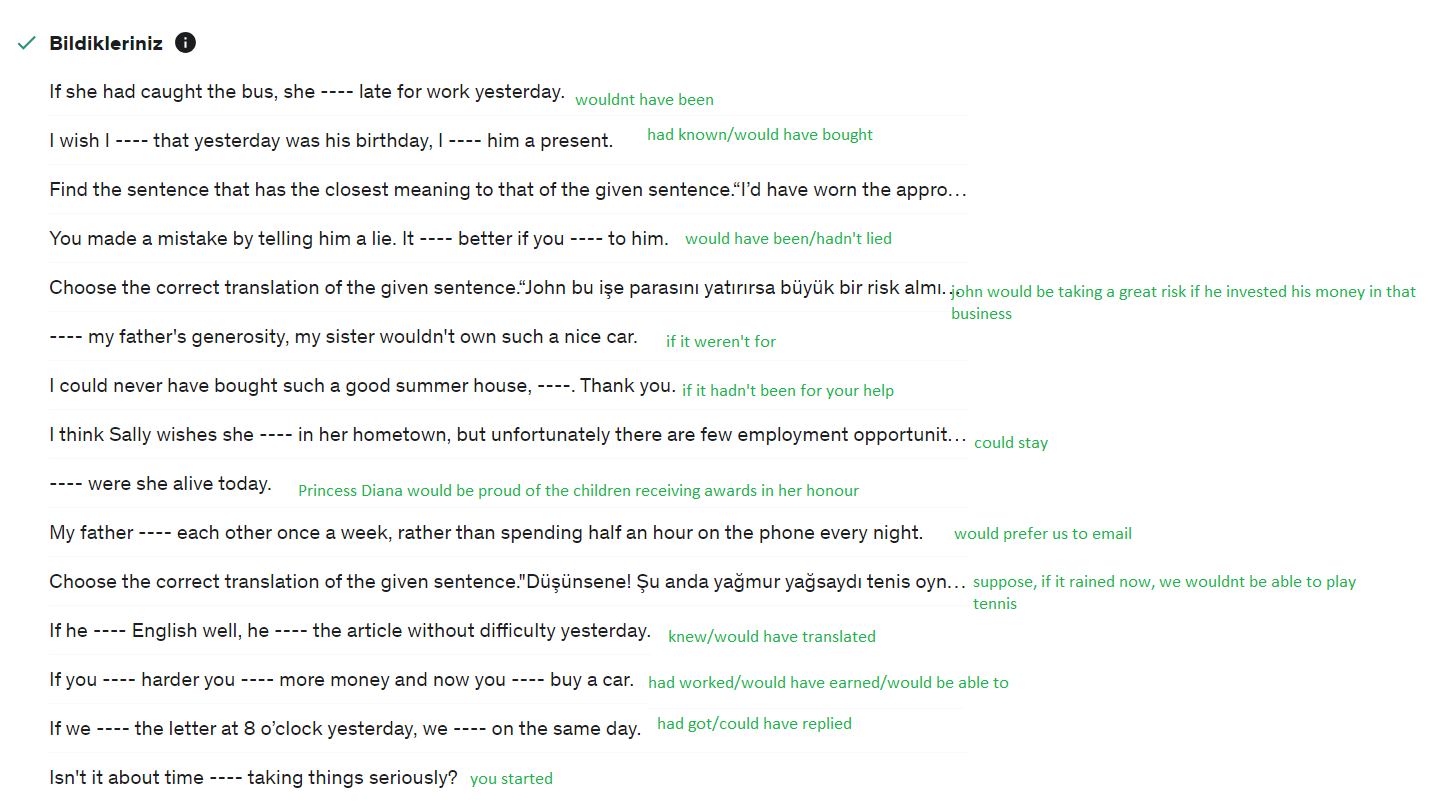 Bildikleriniz
If she had caught the bus, she ---- late for work yesterday. wouldnt have been
I wish I ---- that yesterday was his birthday, I ---- him a present. had known/would have bought
Find the sentence that has the closest meaning to that of the given sentence.“I’d have worn the appro…
You made a mistake by telling him a lie. It ---- better if you ---- to him. would have been/hadn't lied
Choose the correct translation of the given sentence.“John bu işe parasını yatırırsa büyük bir risk almı… john would be taking a great risk if he invested his money in that
business
---- my father's generosity, my sister wouldn't own such a nice car. if it weren't for
I could never have bought such a good summer house, ----. Thank you. if it hadn't been for your help
I think Sally wishes she ---- in her hometown, but unfortunately there are few employment opportunit… could stay
---- were she alive today. Princess Diana would be proud of the children receiving awards in her honour
My father ---- each other once a week, rather than spending half an hour on the phone every night. would prefer us to email
Choose the correct translation of the given sentence."Düşünsene! Şu anda yağmur yağsaydı tenis oyn… suppose, if it rained now, we wouldnt be able to play
tennis
If he ---- English well, he ---- the article without difficulty yesterday. knew/would have translated
If you ---- harder you ---- more money and now you ---- buy a car. had worked/would have earned/would be able to
If we ---- the letter at 8 o’clock yesterday, we ---- on the same day. had got/could have replied
Isn't it about time ---- taking things seriously? you started